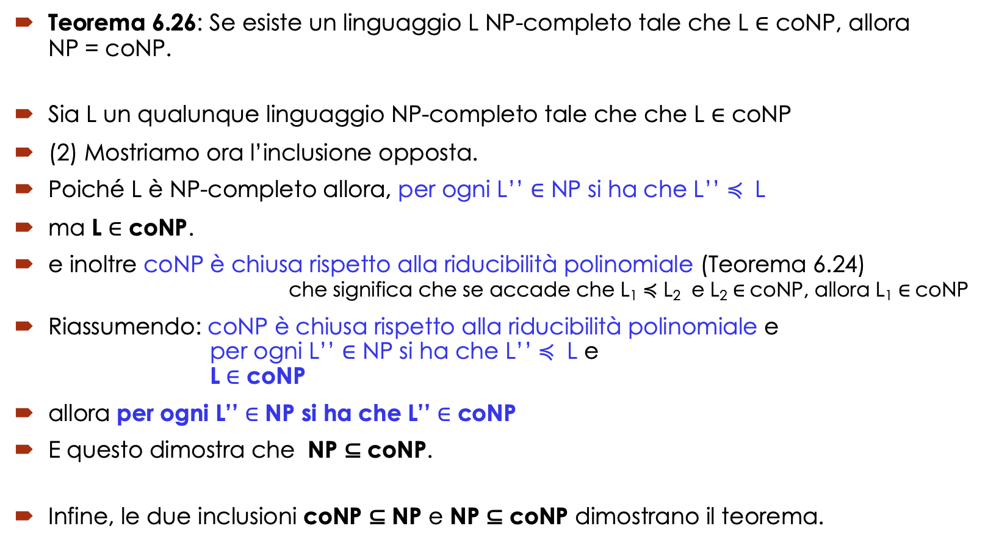 Teorema 6.26: Se esiste un linguaggio L NP-completo tale che L ∈ coNP, allora
NP = coNP.
Sia L un qualunque linguaggio NP-completo tale che che L ∈ coNP
(2) Mostriamo ora l’inclusione opposta.
Poiché L è NP-completo allora, per ogni L’’ ∈ NP si ha che L’’ ≼ L
ma L ∈ coNP.
e inoltre coNP è chiusa rispetto alla riducibilità polinomiale (Teorema 6.24)
che significa che se accade che L₁ ≼ L₂ e L₂ ∈ coNP, allora L₁ ∈ coNP
Riassumendo: coNP è chiusa rispetto alla riducibilità polinomiale e
per ogni L’’ ∈ NP si ha che L’’ ≼ L e
L ∈ coNP
allora per ogni L’’ ∈ NP si ha che L’’ ∈ coNP
E questo dimostra che NP ⊆ coNP.
Infine, le due inclusioni coNP ⊆ NP e NP ⊆ coNP dimostrano il teorema.